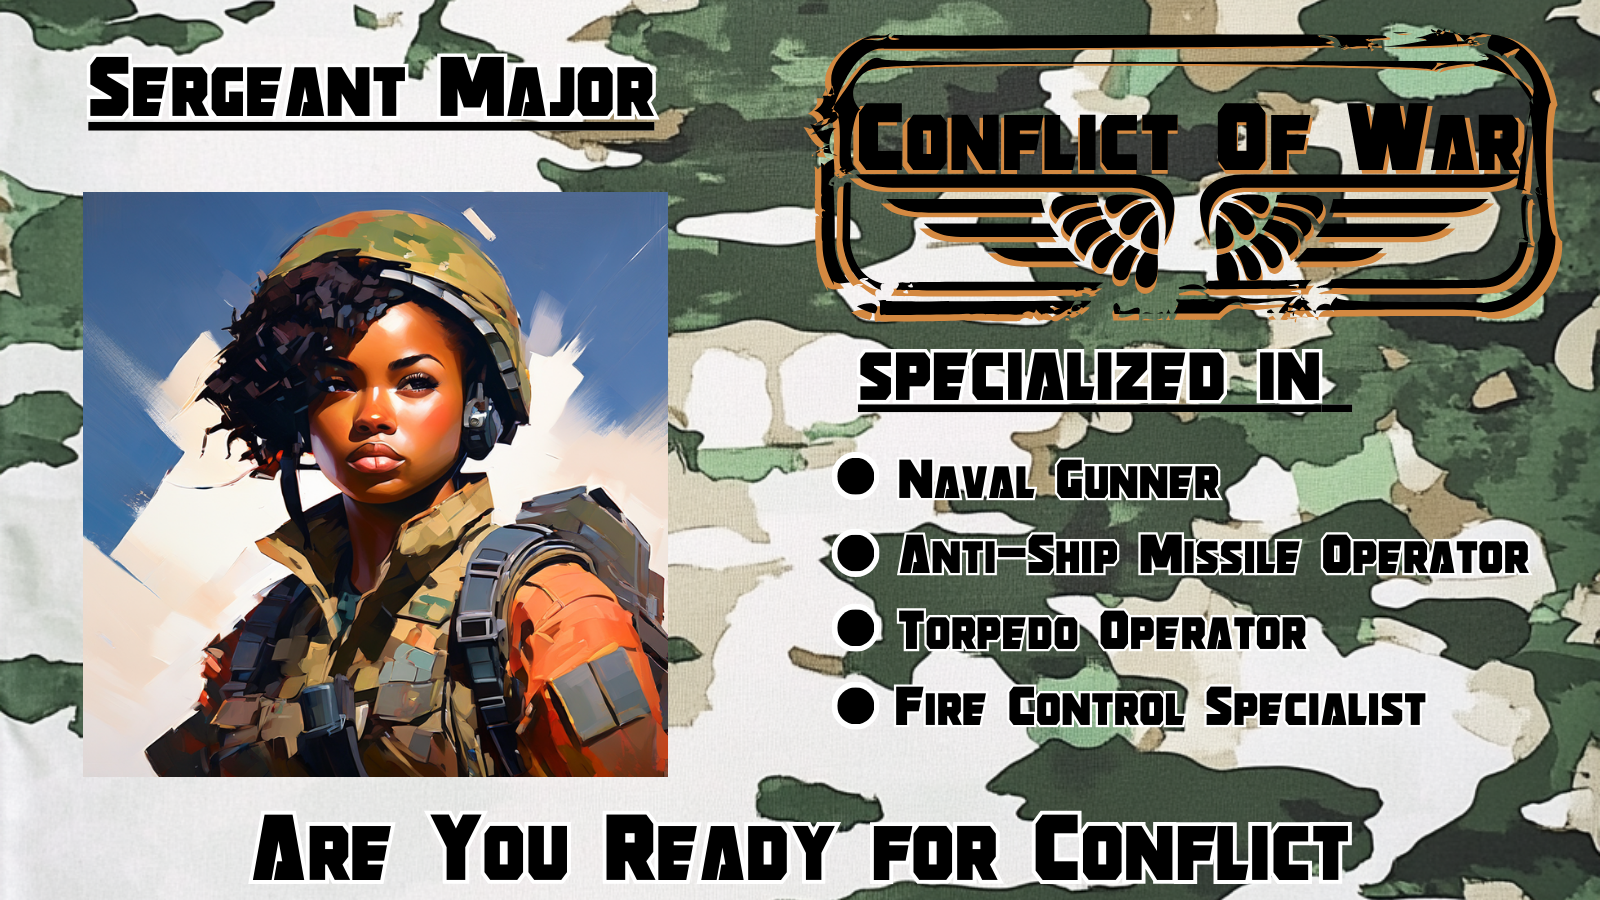 Sergeant Major
Conflict Of War
Specialized in
Naval Gunner
Anti-Ship Missile Operator
Torpedo Operator
Fire Control Specialist
Are You Ready for Conflict